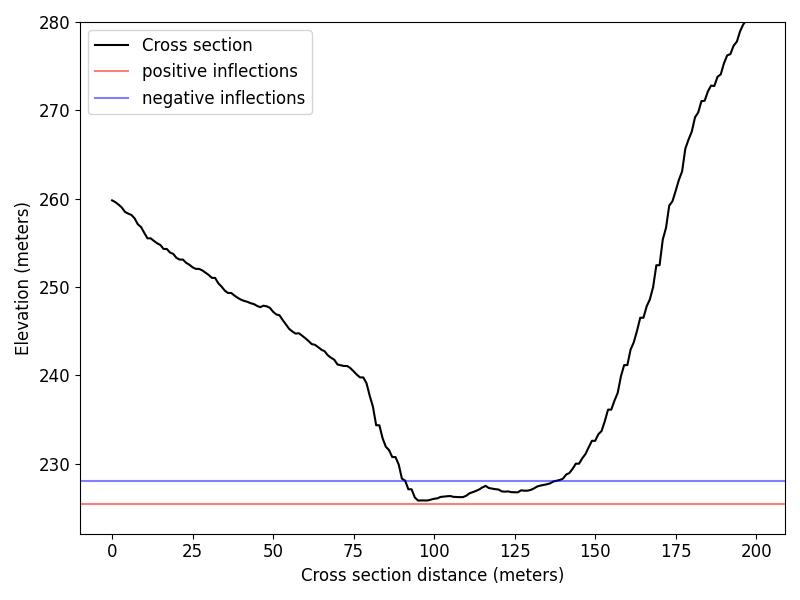 Cross section
positive inflections
negative inflections
280
270
260
250
240
230
Elevation (meters)
0 25 50 75 100 125 150 175 200
Cross section distance (meters)